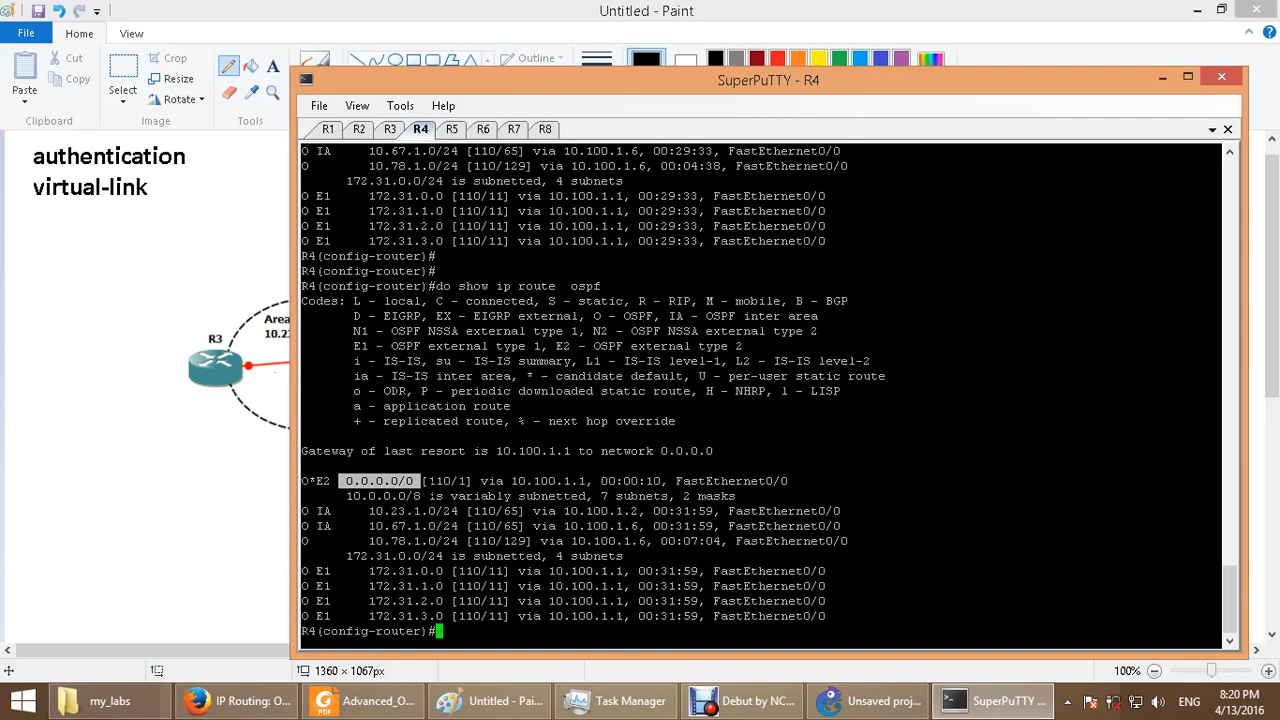 Untitled - Paint
File
Home
View
Paste
Cut
Copy
Clipboard
Select
Crop
Resize
Rotate
Image
Tools
Outline
SuperPuTTY - R4
File View Tools Help
R1 R2 R3 R4 R5 R6 R7 R8
authentication
virtual-link
Area
10.23
R3
O IA 10.67.1.0/24 [110/65] via 10.100.1.6, 00:29:33, FastEthernet0/0
O 10.78.1.0/24 [110/129] via 10.100.1.6, 00:04:38, FastEthernet0/0
172.31.0.0/24 is subnetted, 4 subnets
O E1 172.31.0.0 [110/11] via 10.100.1.1, 00:29:33, FastEthernet0/0
O E1 172.31.1.0 [110/11] via 10.100.1.1, 00:29:33, FastEthernet0/0
O E1 172.31.2.0 [110/11] via 10.100.1.1, 00:29:33, FastEthernet0/0
O E1 172.31.3.0 [110/11] via 10.100.1.1, 00:29:33, FastEthernet0/0
R4(config-router)#
R4(config-router)#
R4(config-router)#do show ip route  ospf
Codes: L - local, C - connected, S - static, R - RIP, M - mobile, B - BGP
D - EIGRP, EX - EIGRP external, O - OSPF, IA - OSPF inter area
N1 - OSPF NSSA external type 1, N2 - OSPF NSSA external type 2
E1 - OSPF external type 1, E2 - OSPF external type 2
i - IS-IS, su - IS-IS summary, L1 - IS-IS level-1, L2 - IS-IS level-2
ia - IS-IS inter area, * - candidate default, U - per-user static route
o - ODR, P - periodic downloaded static route, H - NHRP, l - LISP
a - application route
+ - replicated route, % - next hop override
Gateway of last resort is 10.100.1.1 to network 0.0.0.0
O*E2 0.0.0.0/0 [110/1] via 10.100.1.1, 00:00:10, FastEthernet0/0
10.0.0.0/8 is variably subnetted, 7 subnets, 2 masks
O IA 10.23.1.0/24 [110/65] via 10.100.1.2, 00:31:59, FastEthernet0/0
O IA 10.67.1.0/24 [110/65] via 10.100.1.6, 00:31:59, FastEthernet0/0
O 10.78.1.0/24 [110/129] via 10.100.1.6, 00:07:04, FastEthernet0/0
172.31.0.0/24 is subnetted, 4 subnets
O E1 172.31.0.0 [110/11] via 10.100.1.1, 00:31:59, FastEthernet0/0
O E1 172.31.1.0 [110/11] via 10.100.1.1, 00:31:59, FastEthernet0/0
O E1 172.31.2.0 [110/11] via 10.100.1.1, 00:31:59, FastEthernet0/0
O E1 172.31.3.0 [110/11] via 10.100.1.1, 00:31:59, FastEthernet0/0
R4(config-router)#
1360 × 1067px
100%
my_labs
IP Routing: O...
Advanced_O...
Untitled - Pai...
Task Manager
Debut by NC...
Unsaved proj...
SuperPuTTY ...
ENG
8:20 PM
4/13/2016